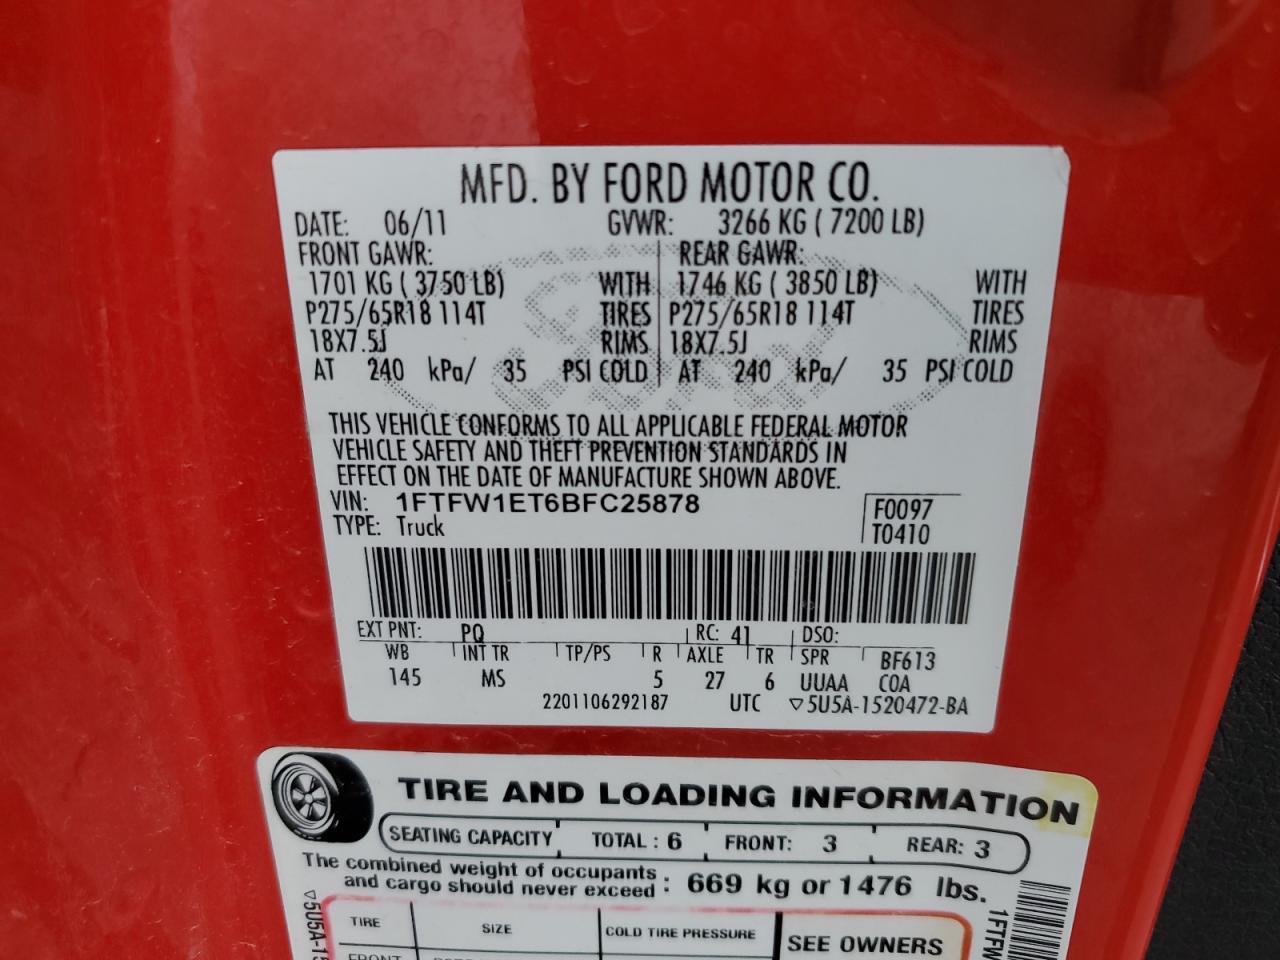 MFD. BY FORD MOTOR CO.
DATE: 06/11 GVWR: 3266 KG ( 7200 LB)
FRONT GAWR: REAR GAWR:
1701 KG ( 3750 LB) WITH 1746 KG ( 3850 LB) WITH
P275/65R18 114T TIRES P275/65R18 114T TIRES
18X7.5J RIMS 18X7.5J RIMS
AT 240 kPa/ 35 PSI COLD AT 240 kPa/ 35 PSI COLD
THIS VEHICLE CONFORMS TO ALL APPLICABLE FEDERAL MOTOR
VEHICLE SAFETY AND THEFT PREVENTION STANDARDS IN
EFFECT ON THE DATE OF MANUFACTURE SHOWN ABOVE.
VIN: 1FTFW1ET6BFC25878 F0097
TYPE: Truck T0410
EXT PNT: PQ RC: 41 DSO:
WB INT TR TP/PS R AXLE TR SPR BF613
145 MS 5 27 6 UUAA COA
2201106292187 UTC ▽5U5A-1520472-BA
TIRE AND LOADING INFORMATION
SEATING CAPACITY TOTAL : 6 FRONT: 3 REAR: 3
The combined weight of occupants
and cargo should never exceed : 669 kg or 1476 lbs.
TIRE SIZE COLD TIRE PRESSURE SEE OWNERS
FRONT
▽5U5A-15
1FTFW